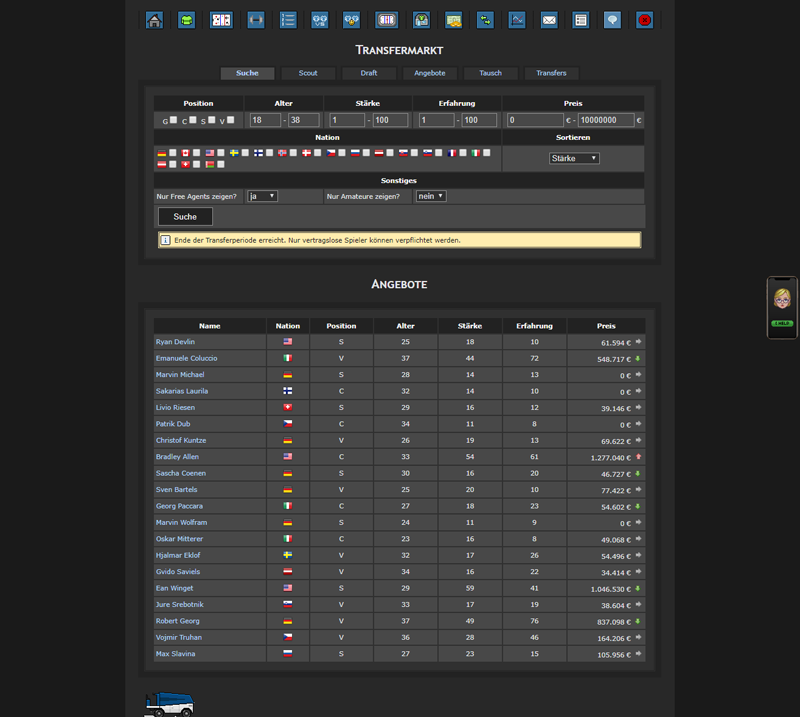 TRANSFERMARKT
Suche Scout Draft Angebote Tausch Transfers
Position Alter Stärke Erfahrung Preis
G C S V 18 - 38 1 - 100 1 - 100 0 € - 10000000 €
Nation Sortieren
Stärke
Sonstiges
Nur Free Agents zeigen? ja Nur Amateure zeigen? nein
Suche
Ende der Transferperiode erreicht. Nur vertragslose Spieler können verpflichtet werden.
I HELP
ANGEBOTE
Name Nation Position Alter Stärke Erfahrung Preis
Ryan Devlin S 25 18 10 61.594 €
Emanuele Coluccio V 37 44 72 548.717 €
Marvin Michael S 28 14 13 0 €
Sakarias Laurila C 32 14 10 0 €
Livio Riesen S 29 16 12 39.146 €
Patrik Dub C 34 11 8 0 €
Christof Kuntze V 26 19 13 69.622 €
Bradley Allen C 33 54 61 1.277.040 €
Sascha Coenen S 30 16 20 46.727 €
Sven Bartels V 25 20 10 77.422 €
Georg Paccara C 27 18 23 54.602 €
Marvin Wolfram S 24 11 9 0 €
Oskar Mitterer C 23 16 8 49.068 €
Hjalmar Eklof V 32 17 26 54.496 €
Gvido Saviels V 34 16 22 34.414 €
Ean Winget S 29 59 41 1.046.530 €
Jure Srebotnik V 33 17 19 38.604 €
Robert Georg V 37 49 76 837.098 €
Vojmir Truhan V 36 28 46 164.206 €
Max Slavina S 27 23 15 105.956 €